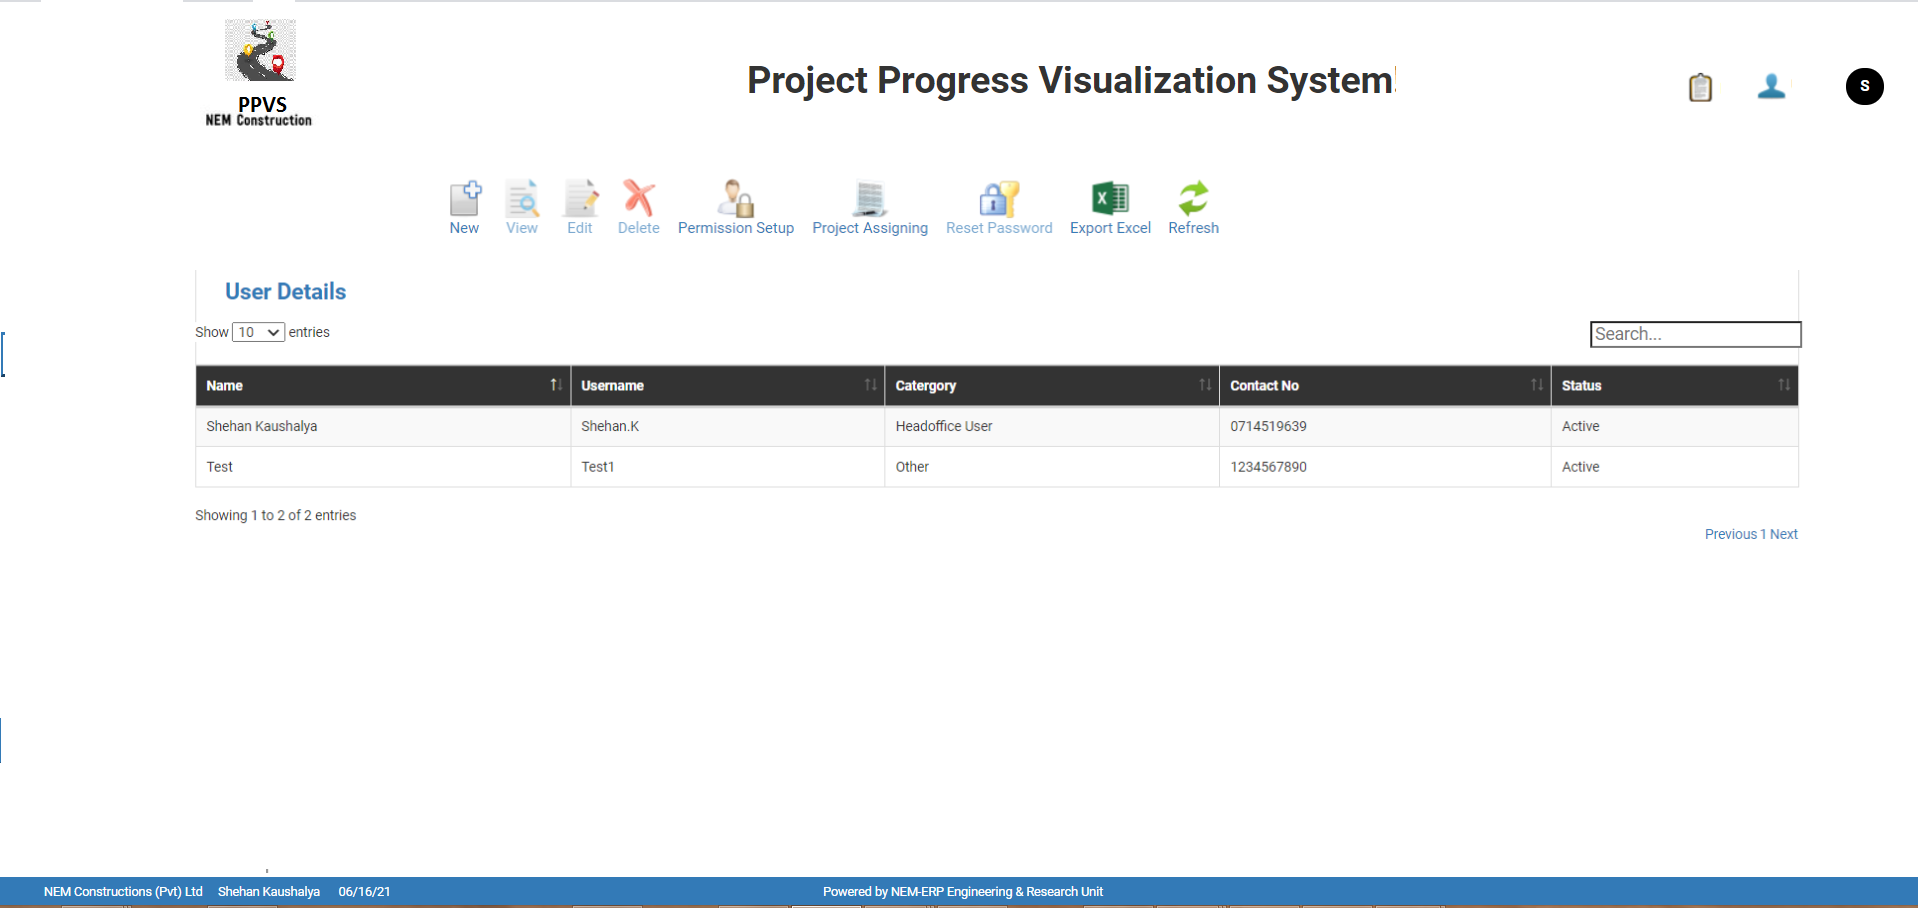 PPVS
NEM Construction
Project Progress Visualization System!
S
New View Edit Delete Permission Setup Project Assigning Reset Password Export Excel Refresh
User Details
Show 10 entries
Search...
Name Username Catergory Contact No Status
Shehan Kaushalya Shehan.K Headoffice User 0714519639 Active
Test Test1 Other 1234567890 Active
Showing 1 to 2 of 2 entries
Previous 1 Next
NEM Constructions (Pvt) Ltd Shehan Kaushalya 06/16/21 Powered by NEM-ERP Engineering & Research Unit